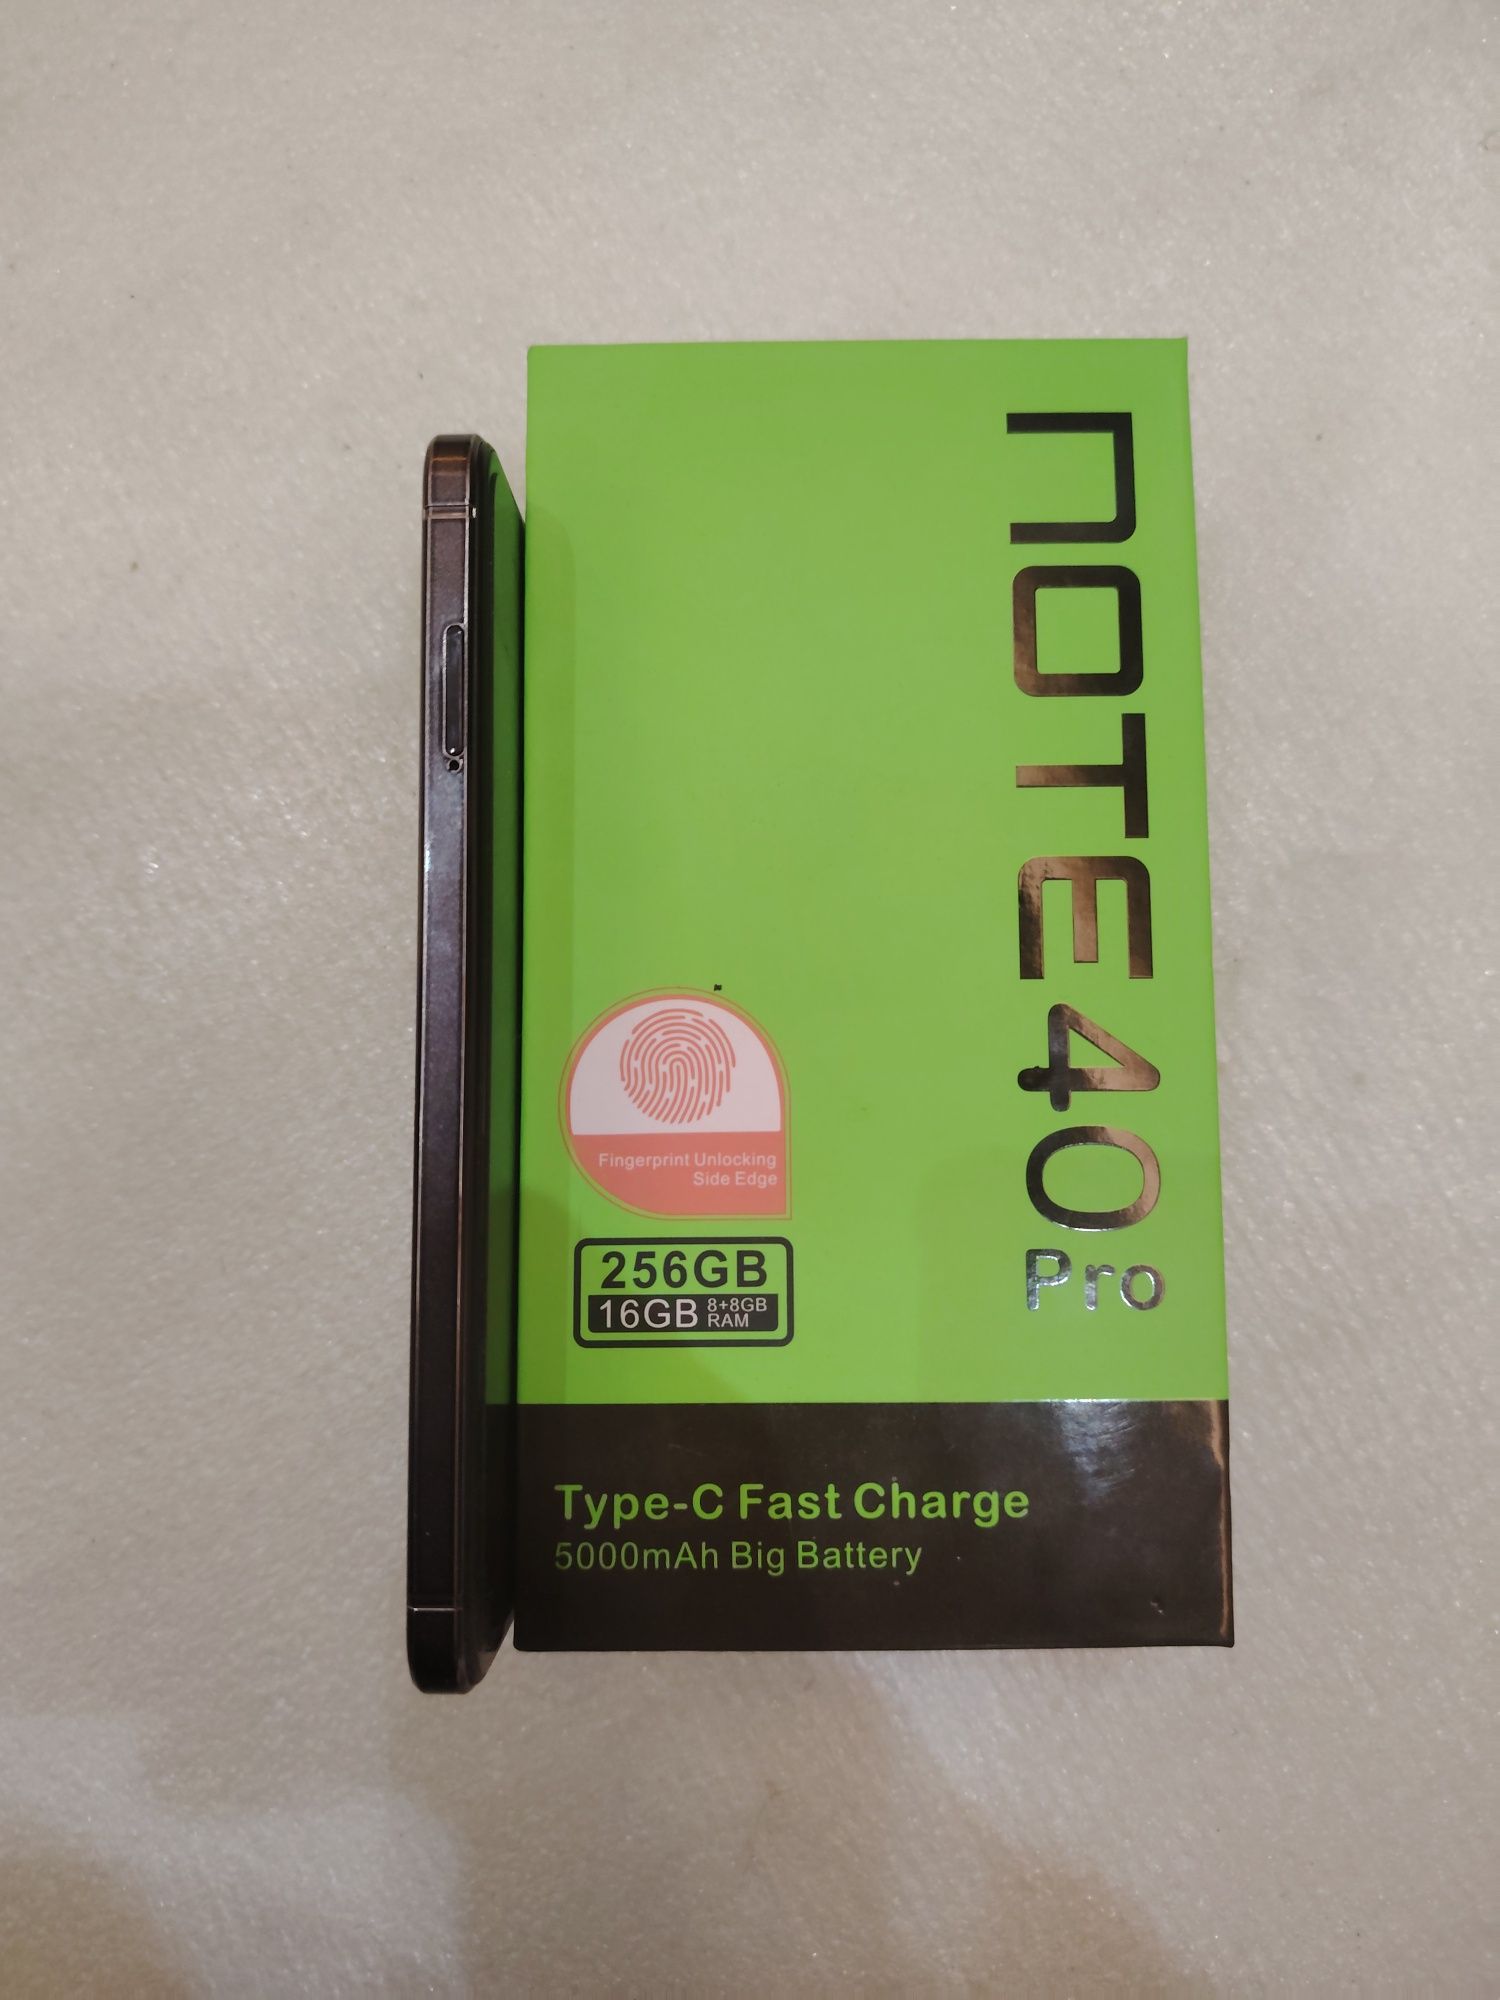 NOTE40
Pro
Fingerprint Unlocking
Side Edge
256GB
16GB 8+8GB
RAM
Type-C Fast Charge
5000mAh Big Battery